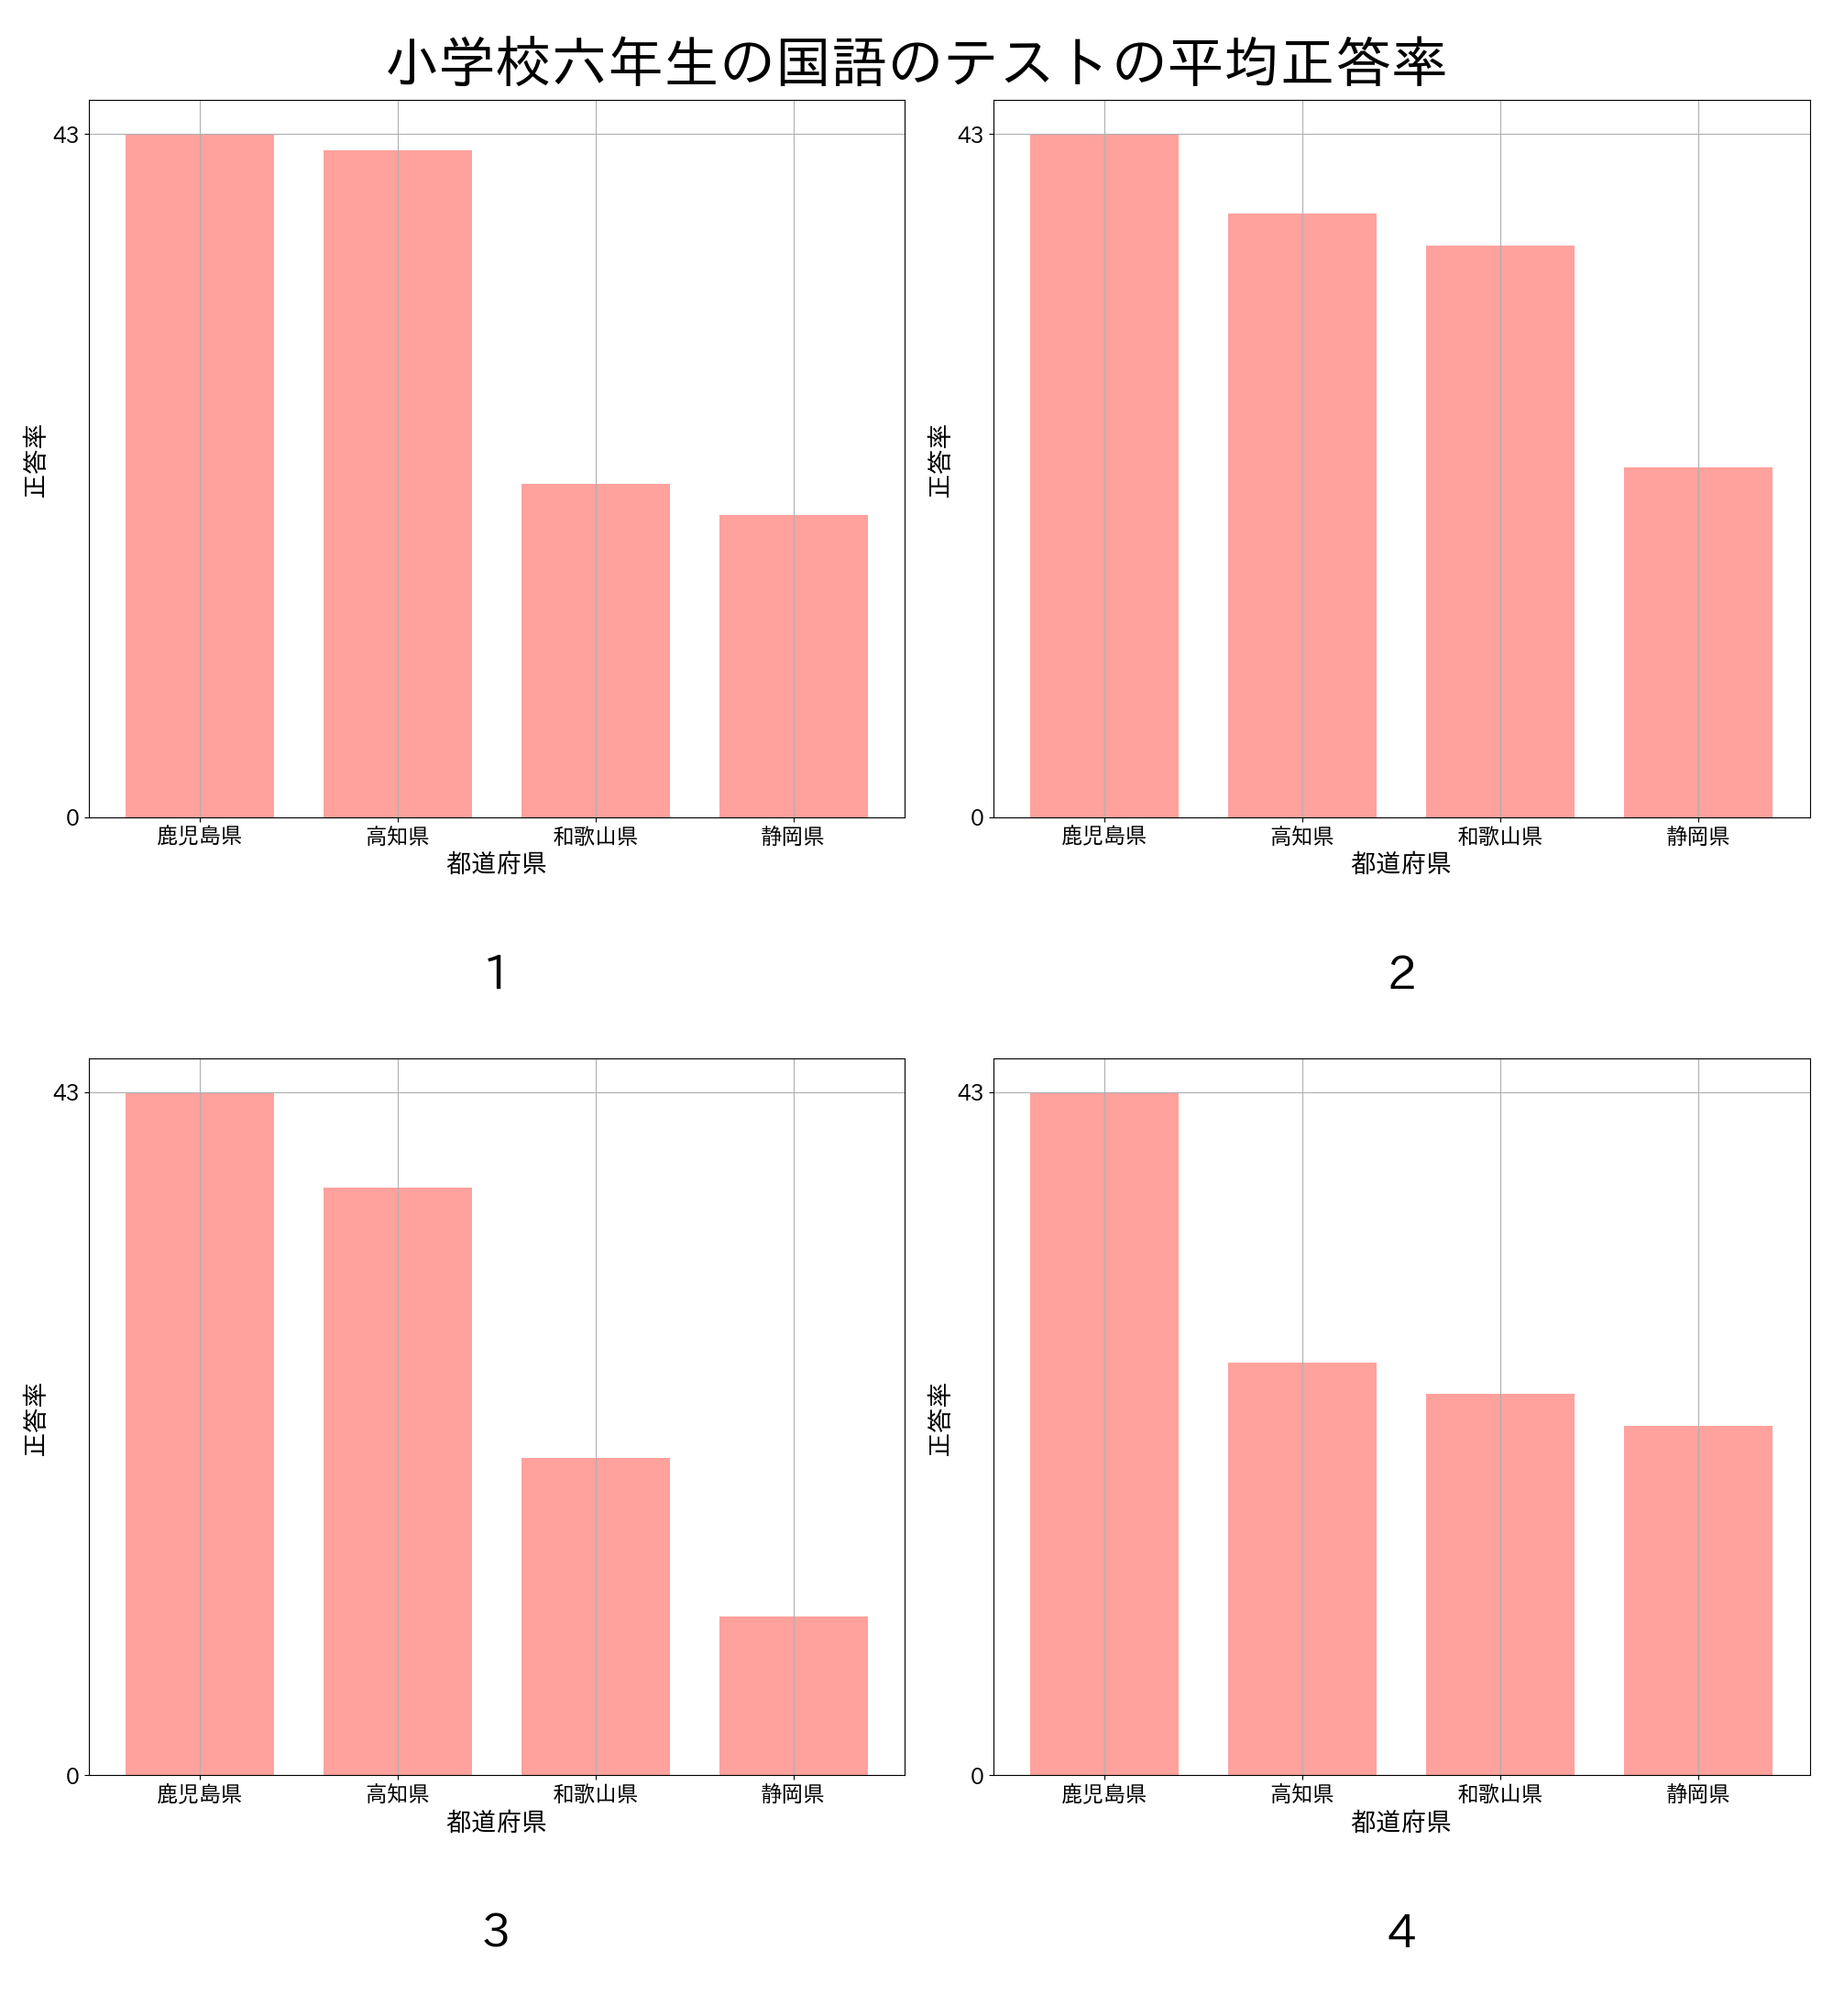 小学校六年生の国語のテストの平均正答率
43
0
正答率
鹿児島県 高知県 和歌山県 静岡県
都道府県
1
43
0
正答率
鹿児島県 高知県 和歌山県 静岡県
都道府県
2
43
0
正答率
鹿児島県 高知県 和歌山県 静岡県
都道府県
3
43
0
正答率
鹿児島県 高知県 和歌山県 静岡県
都道府県
4